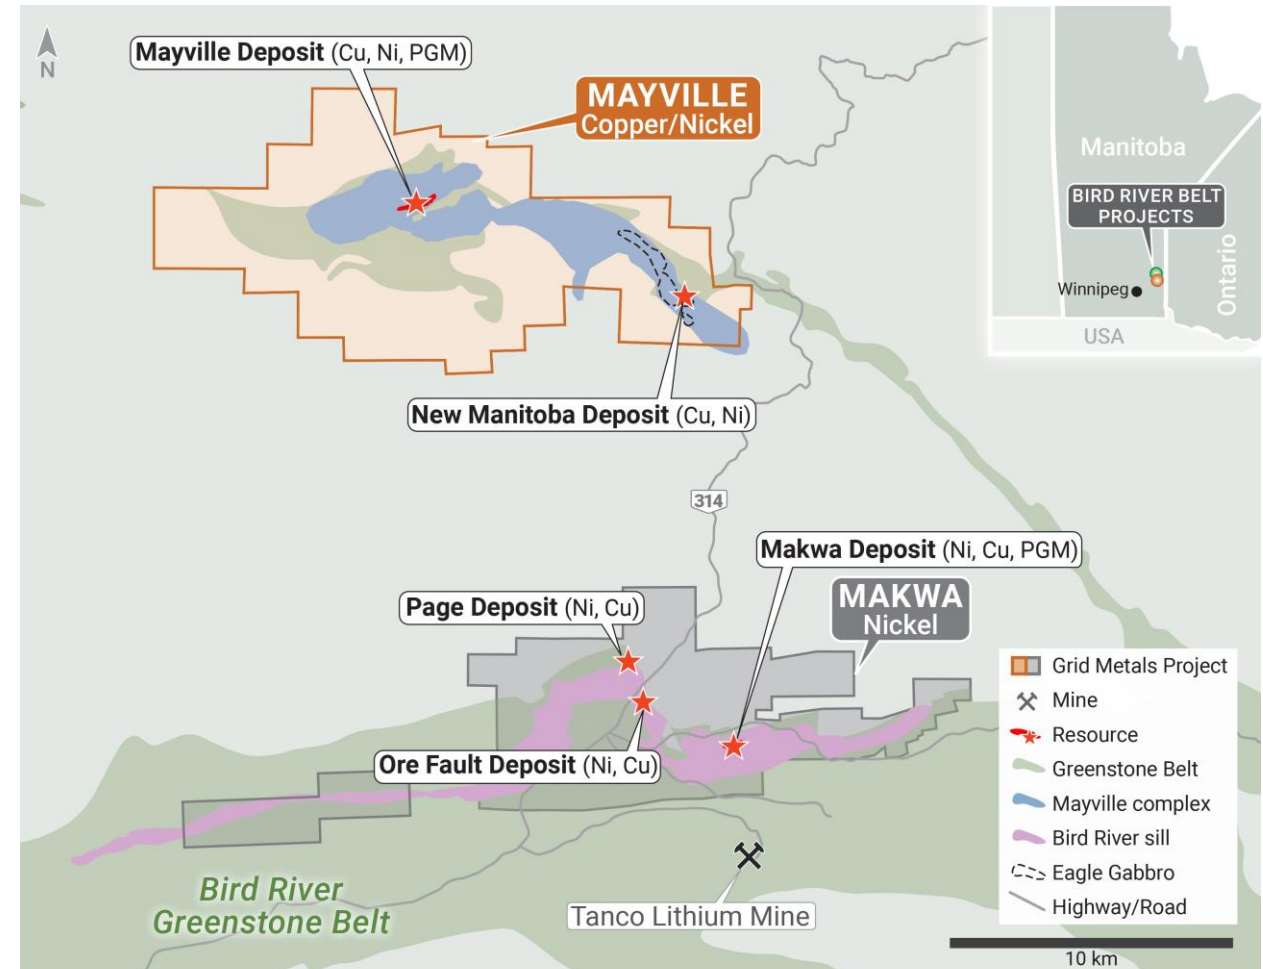 N
Mayville Deposit (Cu, Ni, PGM)
MAYVILLE
Copper/Nickel
Manitoba
BIRD RIVER BELT
PROJECTS
Ontario
Winnipeg
USA
New Manitoba Deposit (Cu, Ni)
314
Makwa Deposit (Ni, Cu, PGM)
Page Deposit (Ni, Cu)
MAKWA
Nickel
Ore Fault Deposit (Ni, Cu)
Bird River
Greenstone Belt
Tanco Lithium Mine
Grid Metals Project
Mine
Resource
Greenstone Belt
Mayville complex
Bird River sill
Eagle Gabbro
Highway/Road
10 km